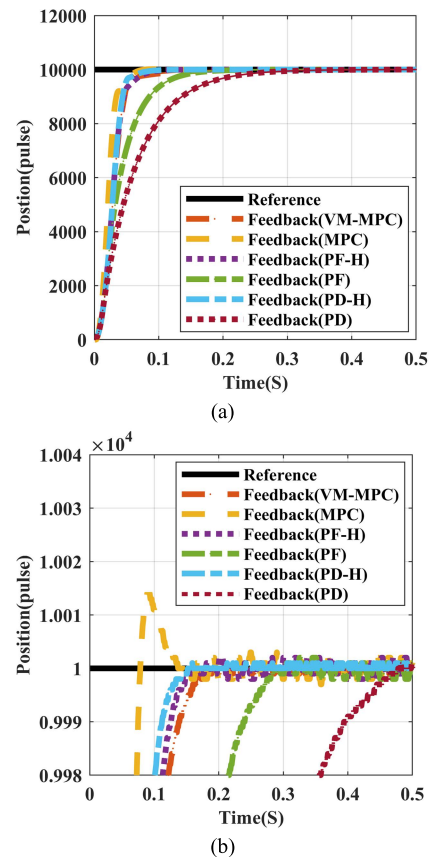 12000
10000
8000
6000
4000
2000
0
Postion(pulse)
Reference
Feedback(VM-MPC)
Feedback(MPC)
Feedback(PF-H)
Feedback(PF)
Feedback(PD-H)
Feedback(PD)
0 0.1 0.2 0.3 0.4 0.5
Time(S)
(a)
×10⁴
1.004
1.003
1.002
1.001
1
0.999
0.998
Position(pulse)
Reference
Feedback(VM-MPC)
Feedback(MPC)
Feedback(PF-H)
Feedback(PF)
Feedback(PD-H)
Feedback(PD)
0 0.1 0.2 0.3 0.4 0.5
Time(S)
(b)